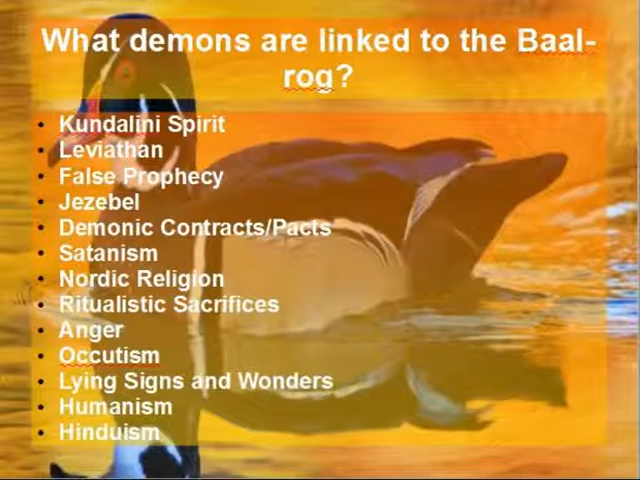 What demons are linked to the Baal-
rog?
• Kundalini Spirit
• Leviathan
• False Prophecy
• Jezebel
• Demonic Contracts/Pacts
• Satanism
• Nordic Religion
• Ritualistic Sacrifices
• Anger
• Occutism
• Lying Signs and Wonders
• Humanism
• Hinduism